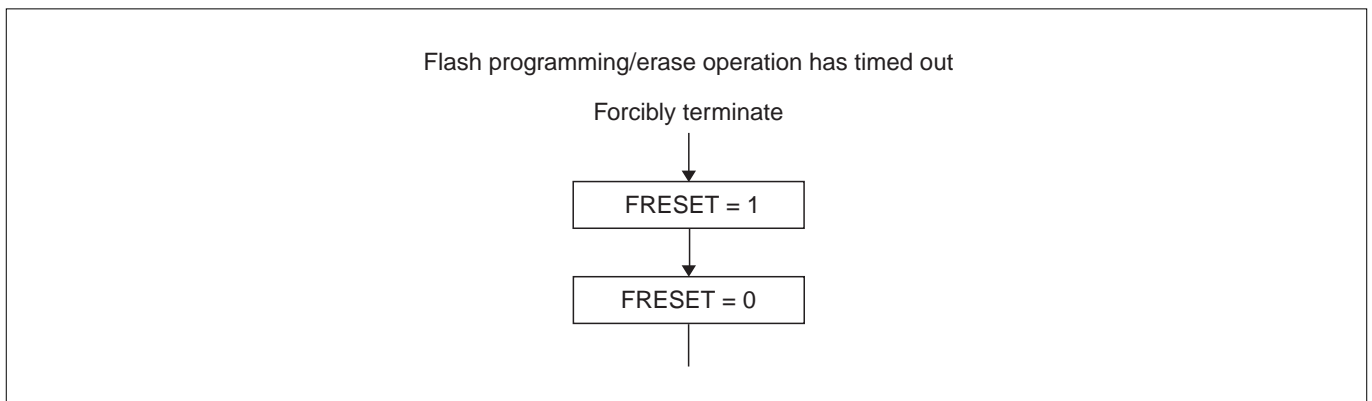 Flash programming/erase operation has timed out
Forcibly terminate
FRESET = 1
FRESET = 0